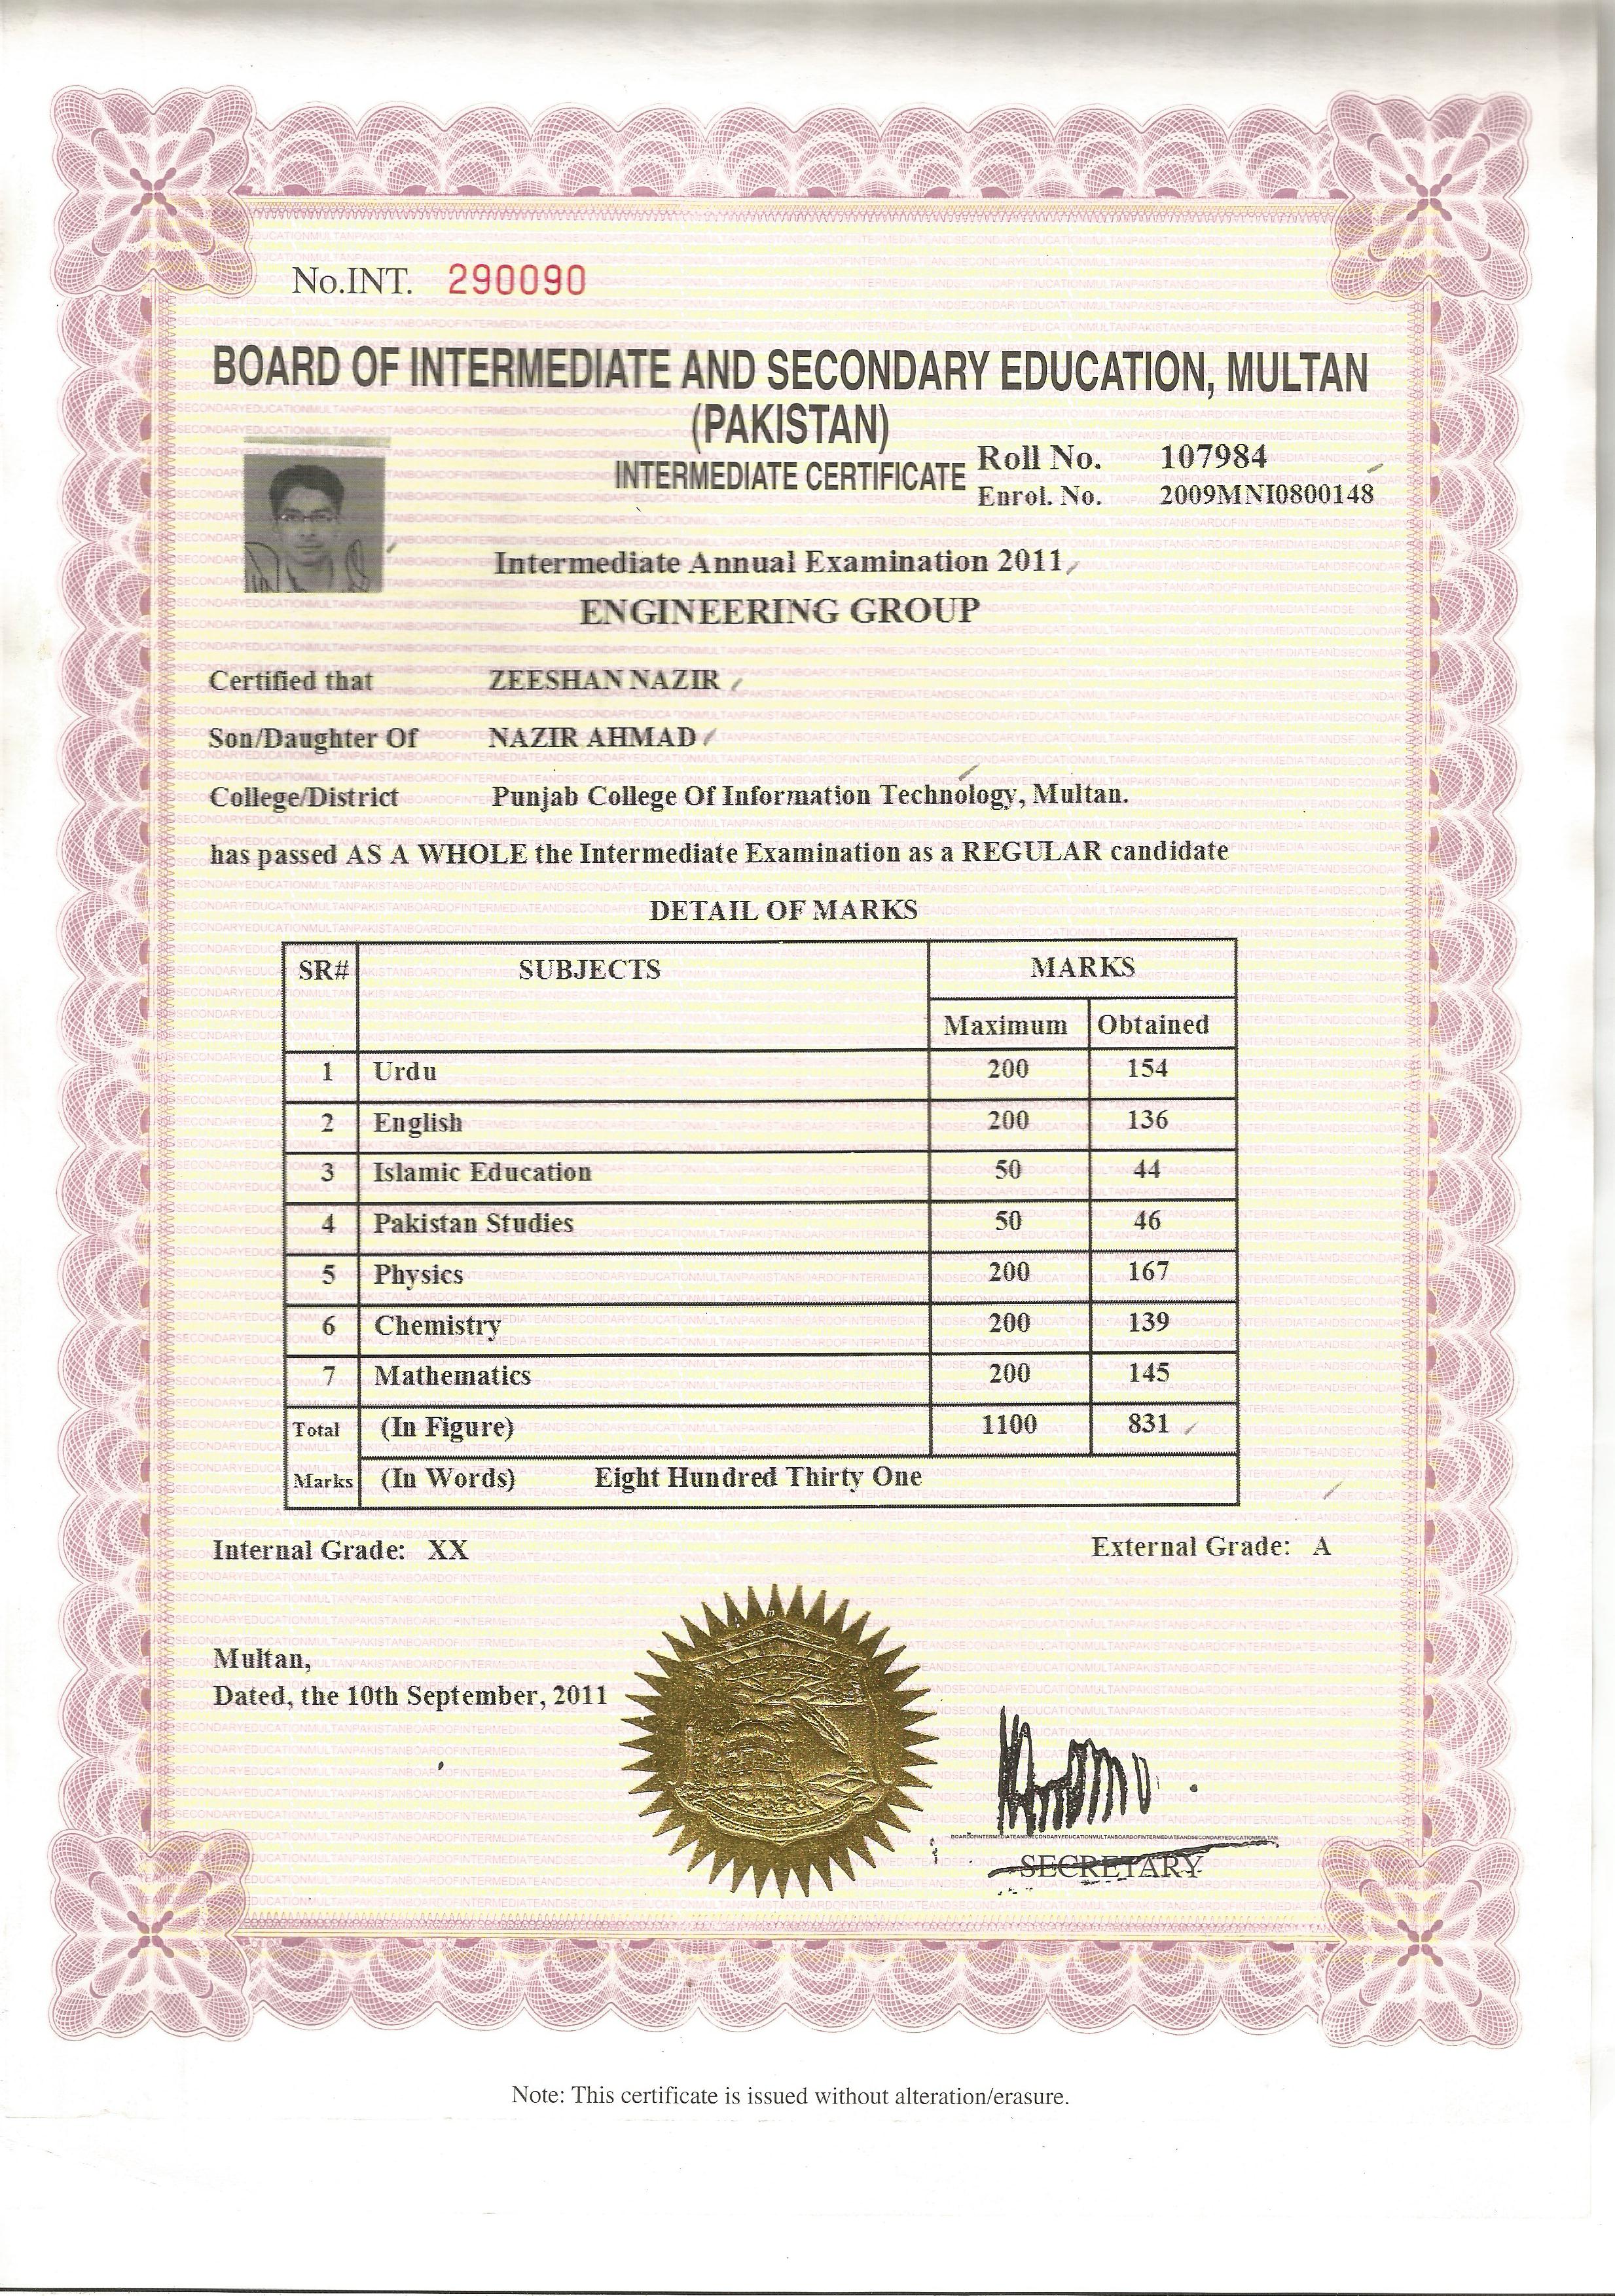 No.INT. 290090
BOARD OF INTERMEDIATE AND SECONDARY EDUCATION, MULTAN
(PAKISTAN)
INTERMEDIATE CERTIFICATE
Roll No. 107984
Enrol. No. 2009MNI0800148
Intermediate Annual Examination 2011
ENGINEERING GROUP
Certified that ZEESHAN NAZIR
Son/Daughter Of NAZIR AHMAD
College/District Punjab College Of Information Technology, Multan.
has passed AS A WHOLE the Intermediate Examination as a REGULAR candidate
DETAIL OF MARKS
SR# SUBJECTS MARKS
Maximum Obtained
1 Urdu 200 154
2 English 200 136
3 Islamic Education 50 44
4 Pakistan Studies 50 46
5 Physics 200 167
6 Chemistry 200 139
7 Mathematics 200 145
Total (In Figure) 1100 831
Marks (In Words) Eight Hundred Thirty One
Internal Grade: XX External Grade: A
Multan,
Dated, the 10th September, 2011
BOARDOFINTERMEDIATEANDSECONDARYEDUCATIONMULTANBOARDOFINTERMEDIATEANDSECONDARYEDUCATIONMULTAN
SECRETARY
Note: This certificate is issued without alteration/erasure.